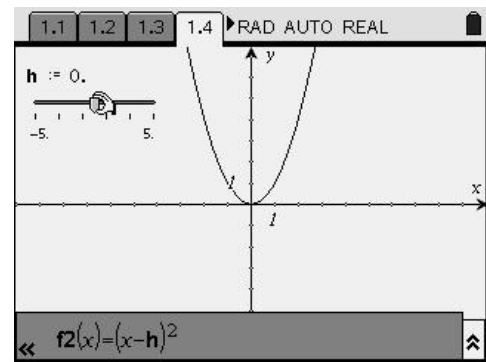 1.1 1.2 1.3 1.4 RAD AUTO REAL
y
h := 0.
-5. 5.
1
x
1
f2(x)=(x-h)²